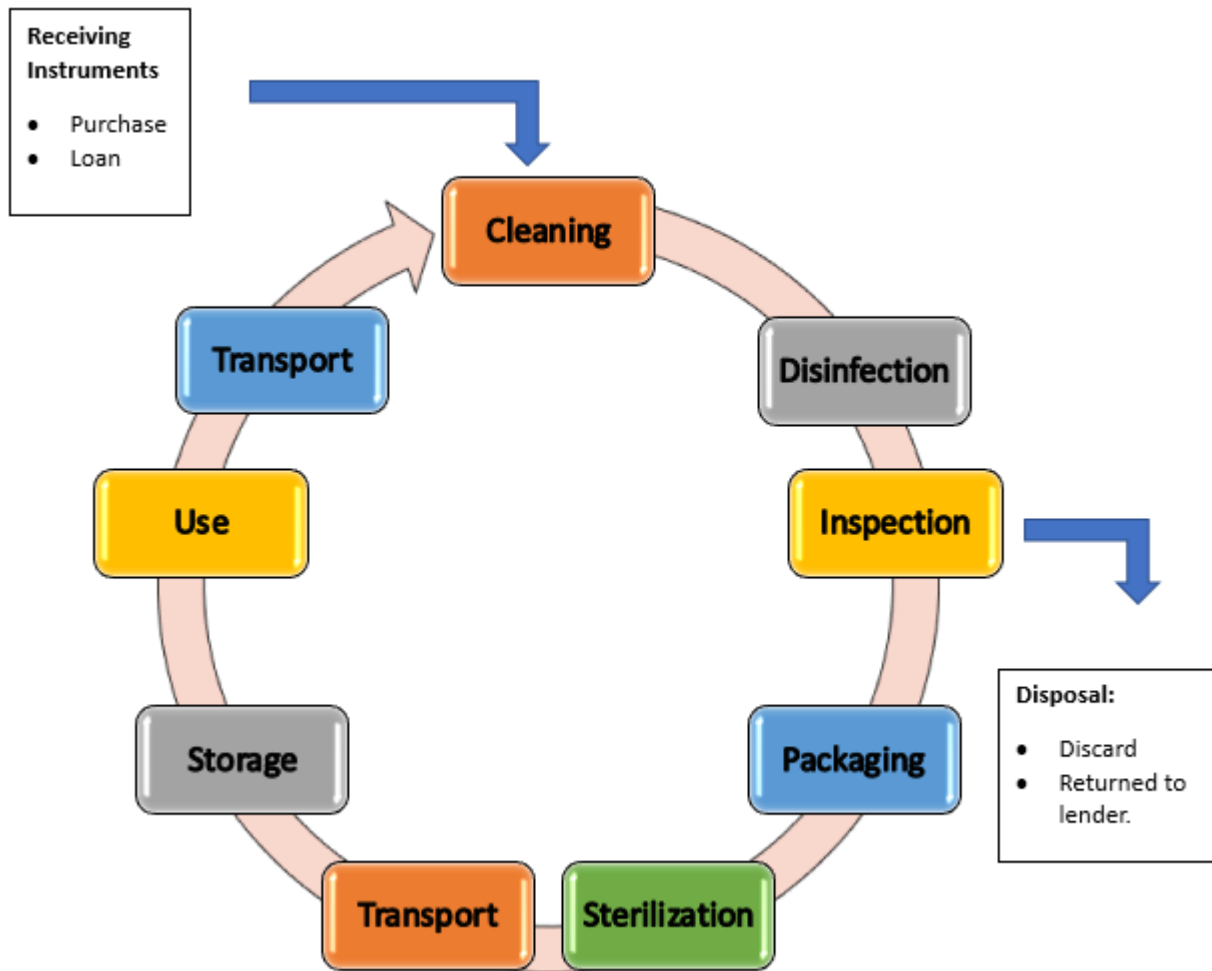 Receiving
Instruments
● Purchase
● Loan
Cleaning
Disinfection
Inspection
Packaging
Sterilization
Transport
Storage
Use
Transport
Disposal:
● Discard
● Returned to
lender.